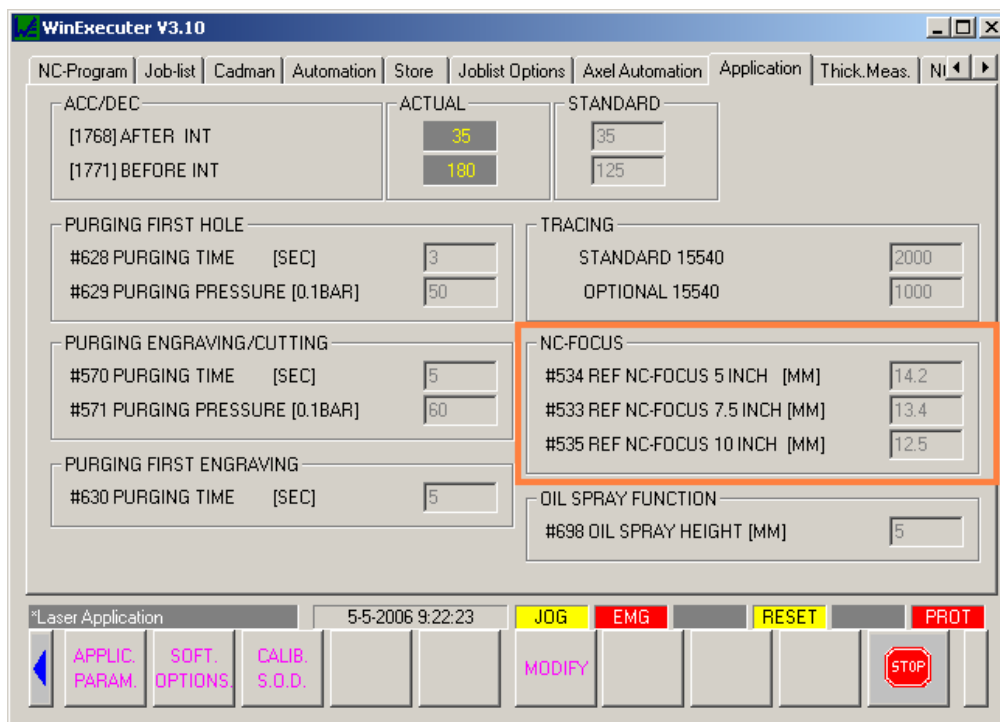 WinExecuter V3.10
NC-Program Job-list Cadman Automation Store Joblist Options Axel Automation Application Thick.Meas.
ACC/DEC ACTUAL STANDARD
[1768] AFTER INT 35 35
[1771] BEFORE INT 180 125
PURGING FIRST HOLE
#628 PURGING TIME [SEC] 3
#629 PURGING PRESSURE [0.1BAR] 50
TRACING
STANDARD 15540 2000
OPTIONAL 15540 1000
PURGING ENGRAVING/CUTTING
#570 PURGING TIME [SEC] 5
#571 PURGING PRESSURE [0.1BAR] 60
NC-FOCUS
#534 REF NC-FOCUS 5 INCH [MM] 14.2
#533 REF NC-FOCUS 7.5 INCH [MM] 13.4
#535 REF NC-FOCUS 10 INCH [MM] 12.5
PURGING FIRST ENGRAVING
#630 PURGING TIME [SEC] 5
OIL SPRAY FUNCTION
#698 OIL SPRAY HEIGHT [MM] 5
*Laser Application 5-5-2006 9:22:23 JOG EMG RESET PROT
APPLIC. PARAM.
SOFT. OPTIONS.
CALIB. S.O.D.
MODIFY
STOP